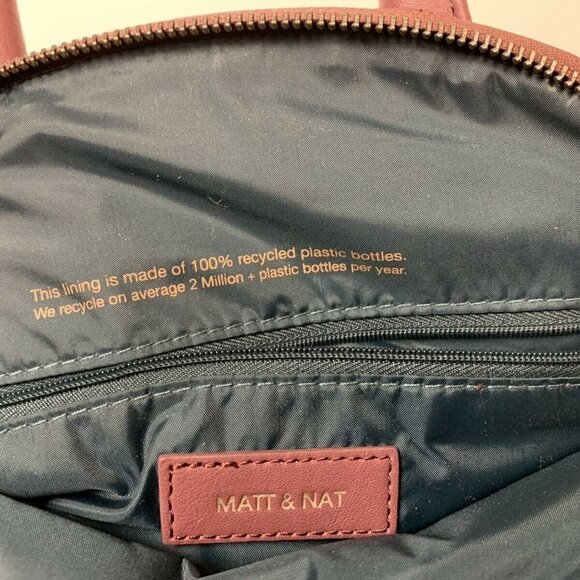 This lining is made of 100% recycled plastic bottles.
We recycle on average 2 Million + plastic bottles per year.
MATT & NAT